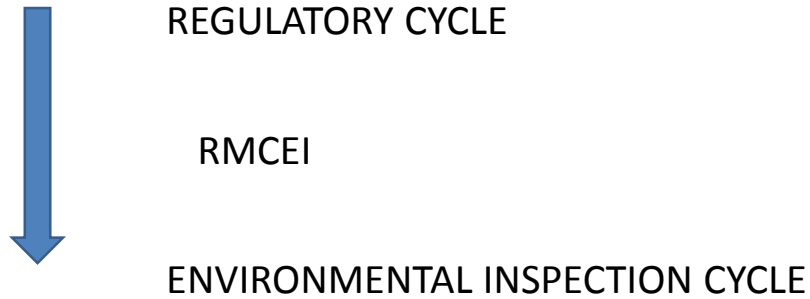 REGULATORY CYCLE
RMCEI
ENVIRONMENTAL INSPECTION CYCLE